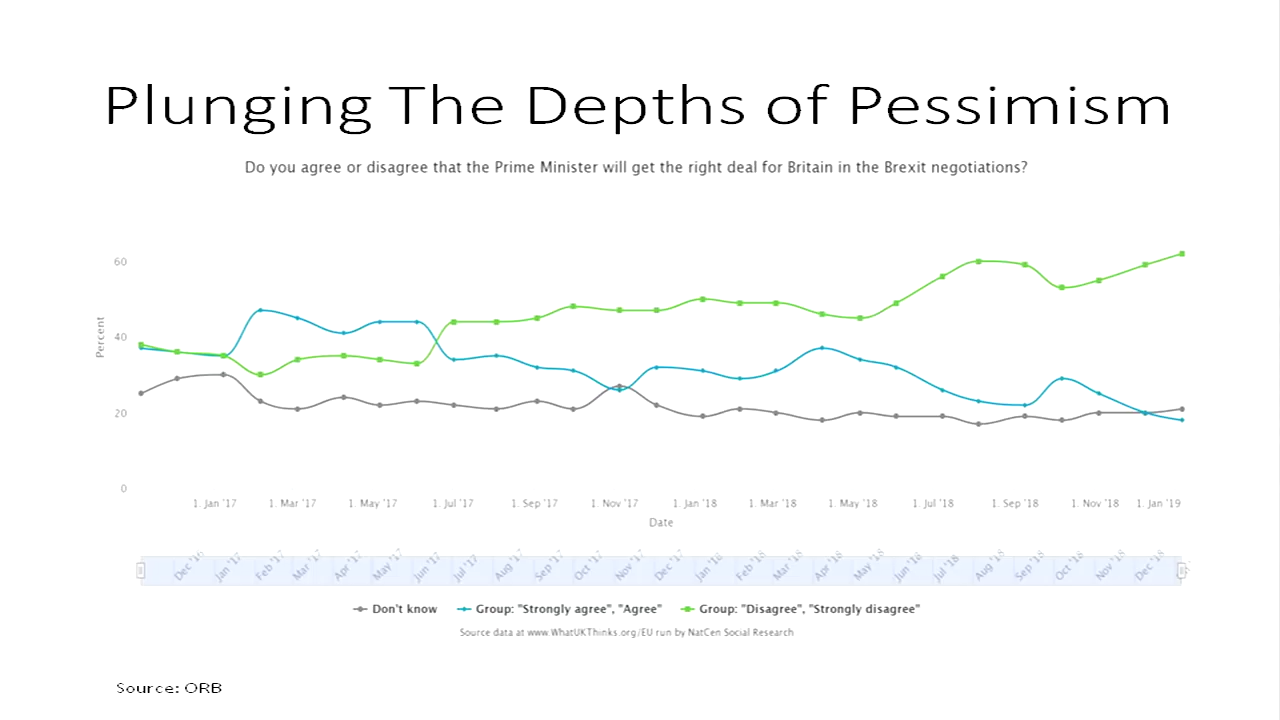 Plunging The Depths of Pessimism
Do you agree or disagree that the Prime Minister will get the right deal for Britain in the Brexit negotiations?
60
40
20
0
Percent
1. Jan '17 1. Mar '17 1. May '17 1. Jul '17 1. Sep '17 1. Nov '17 1. Jan '18 1. Mar '18 1. May '18 1. Jul '18 1. Sep '18 1. Nov '18 1. Jan '19
Date
Dec '16 Jan '17 Feb '17 Mar '17 Apr '17 May '17 Jun '17 Jul '17 Aug '17 Sep '17 Oct '17 Nov '17 Dec '17 Jan '18 Feb '18 Mar '18 Apr '18 May '18 Jun '18 Jul '18 Aug '18 Sep '18 Oct '18 Nov '18 Dec '18
Don't know Group: "Strongly agree", "Agree" Group: "Disagree", "Strongly disagree"
Source data at www.WhatUKThinks.org/EU run by NatCen Social Research
Source: ORB